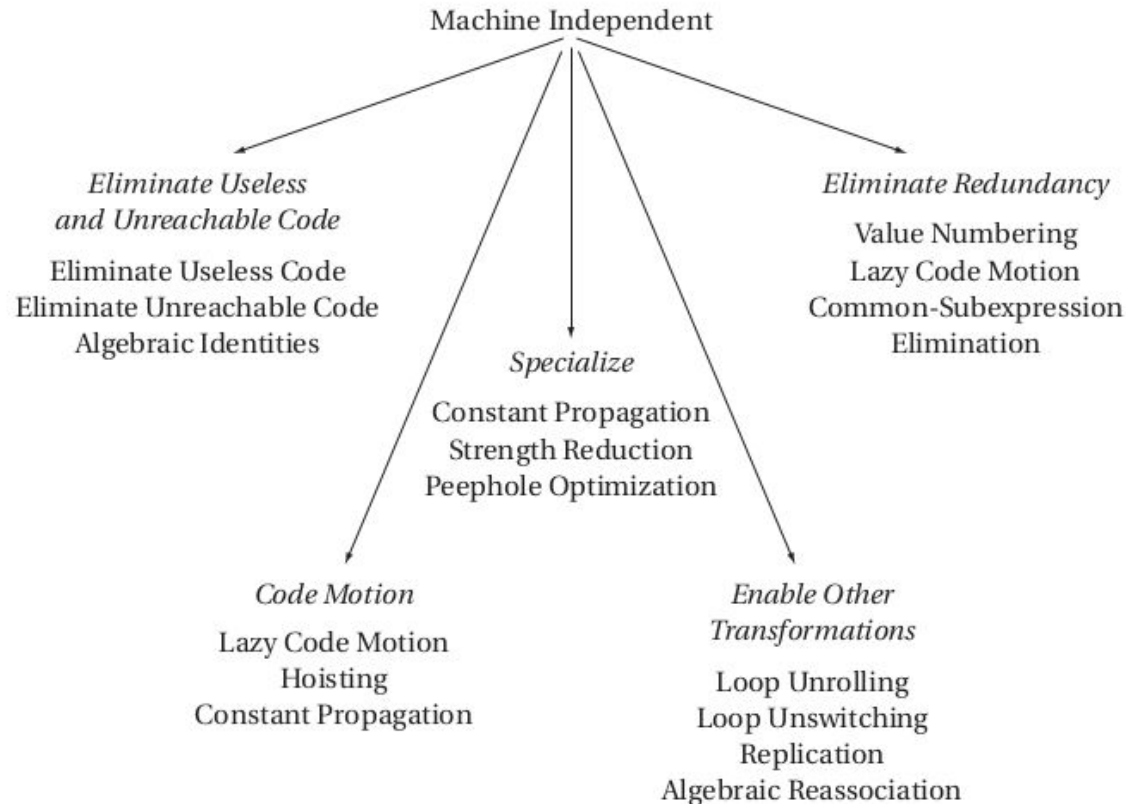 Machine Independent
Eliminate Useless
and Unreachable Code
Eliminate Useless Code
Eliminate Unreachable Code
Algebraic Identities
Eliminate Redundancy
Value Numbering
Lazy Code Motion
Common-Subexpression
Elimination
Specialize
Constant Propagation
Strength Reduction
Peephole Optimization
Code Motion
Lazy Code Motion
Hoisting
Constant Propagation
Enable Other
Transformations
Loop Unrolling
Loop Unswitching
Replication
Algebraic Reassociation